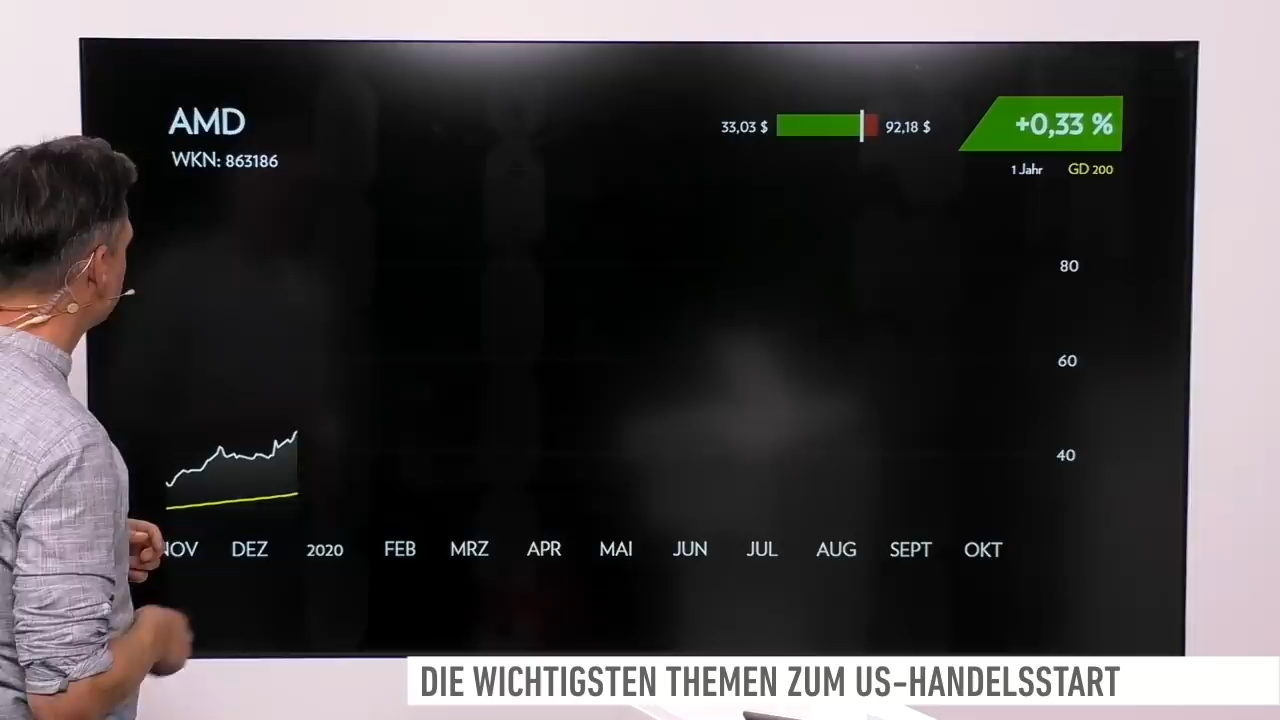 AMD
WKN: 863186
33,03 $
92,18 $
+0,33 %
1 Jahr
GD 200
80
60
40
NOV DEZ 2020 FEB MRZ APR MAI JUN JUL AUG SEPT OKT
DIE WICHTIGSTEN THEMEN ZUM US-HANDELSSTART